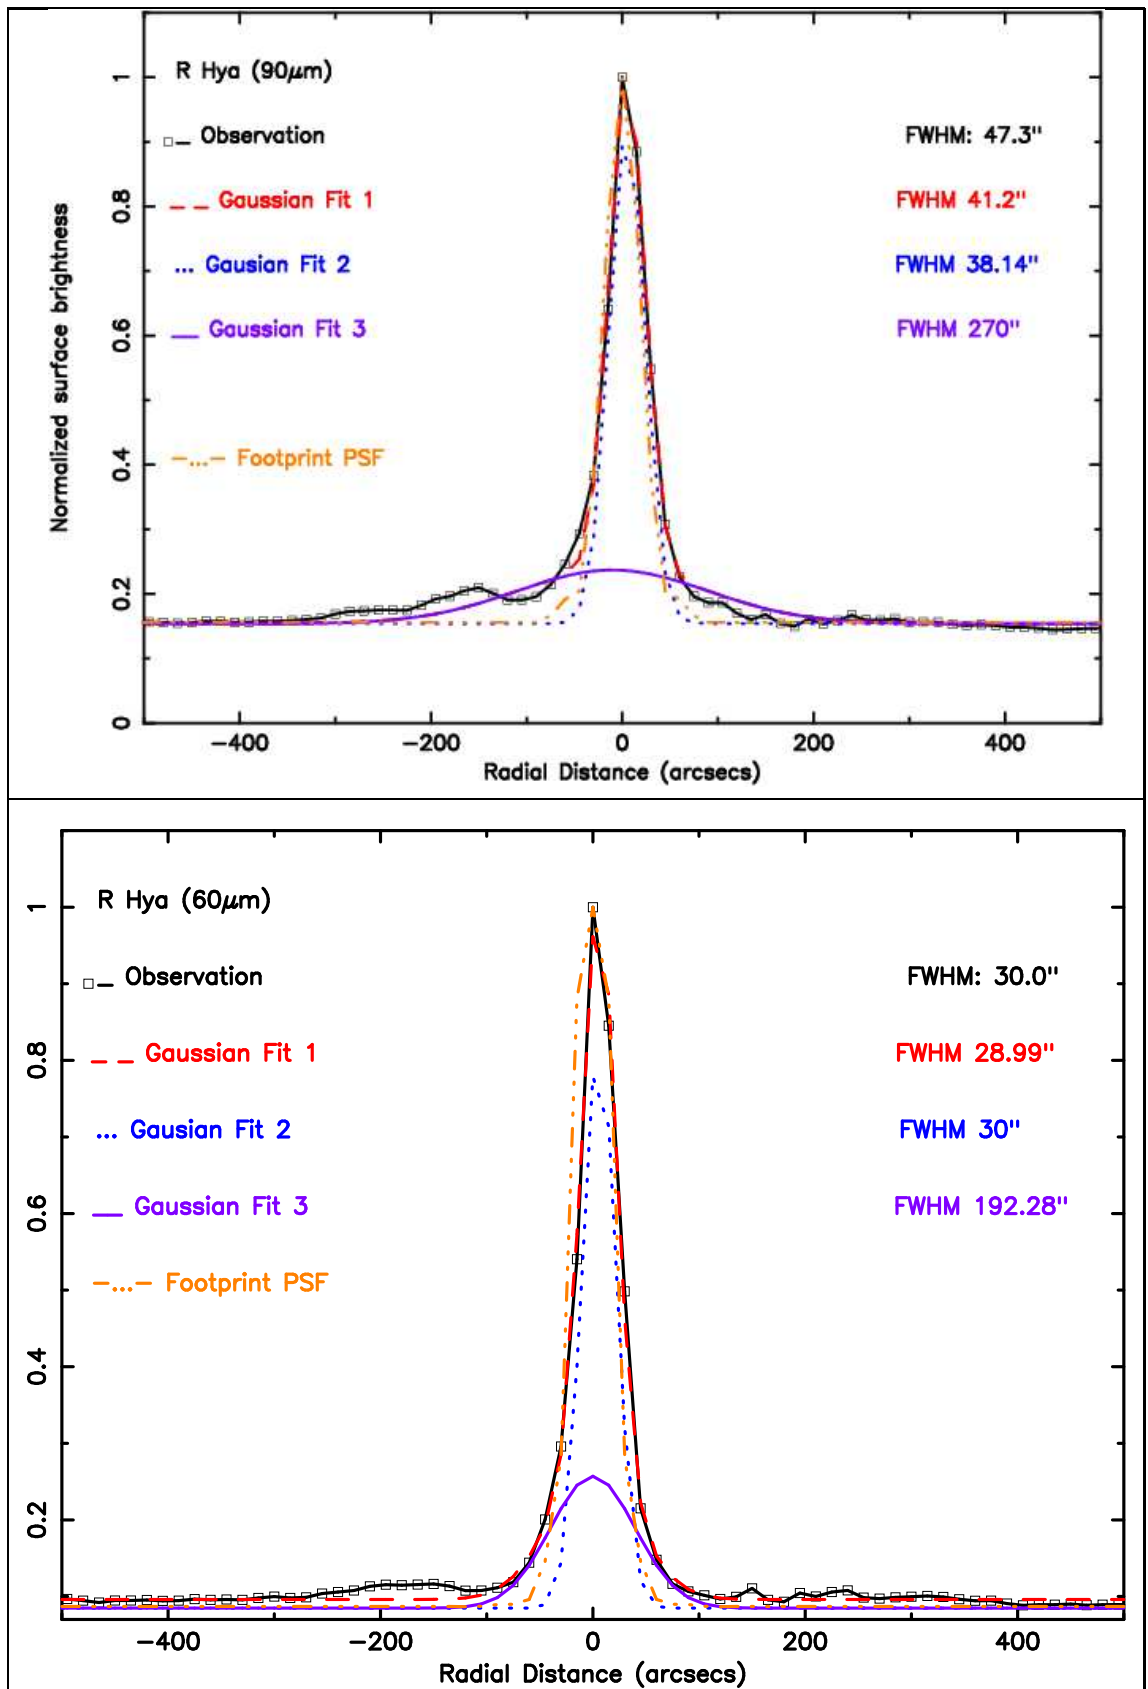 R Hya (90μm)
Observation FWHM: 47.3"
Gaussian Fit 1 FWHM 41.2"
Gausian Fit 2 FWHM 38.14"
Gaussian Fit 3 FWHM 270"
Footprint PSF
Normalized surface brightness
1
0.8
0.6
0.4
0.2
0
−400 −200 0 200 400
Radial Distance (arcsecs)
R Hya (60μm)
Observation FWHM: 30.0"
Gaussian Fit 1 FWHM 28.99"
Gausian Fit 2 FWHM 30"
Gaussian Fit 3 FWHM 192.28"
Footprint PSF
1
0.8
0.6
0.4
0.2
−400 −200 0 200 400
Radial Distance (arcsecs)